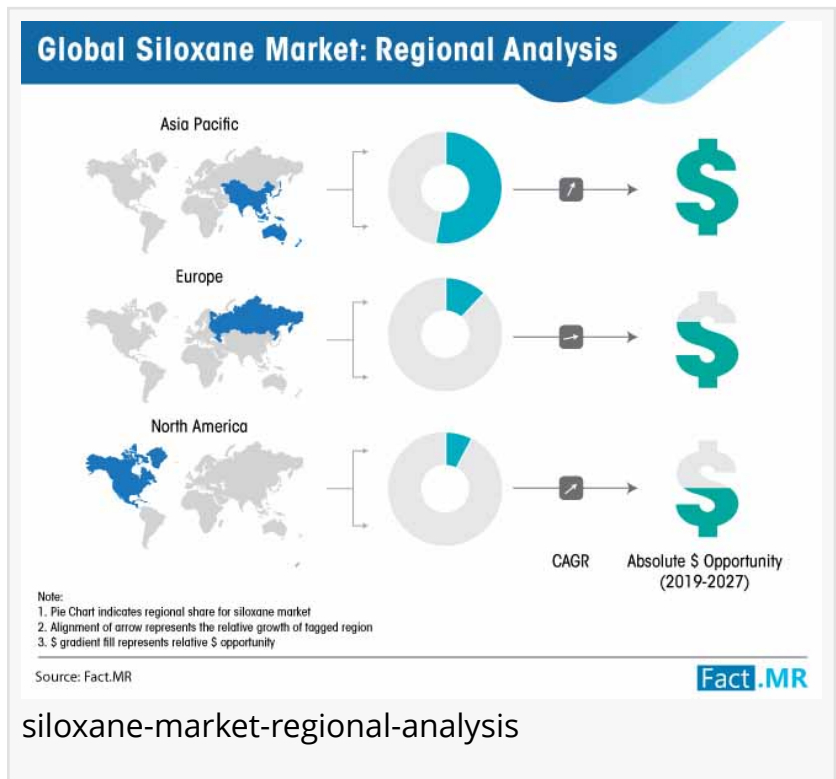 Global Siloxane Market: Regional Analysis
Asia Pacific
$
Europe
$
North America
$
CAGR
Absolute $ Opportunity
(2019-2027)
Note:
1. Pie Chart indicates regional share for siloxane market
2. Alignment of arrow represents the relative growth of tagged region
3. $ gradient fill represents relative $ opportunity
Source: Fact.MR
Fact.MR
siloxane-market-regional-analysis